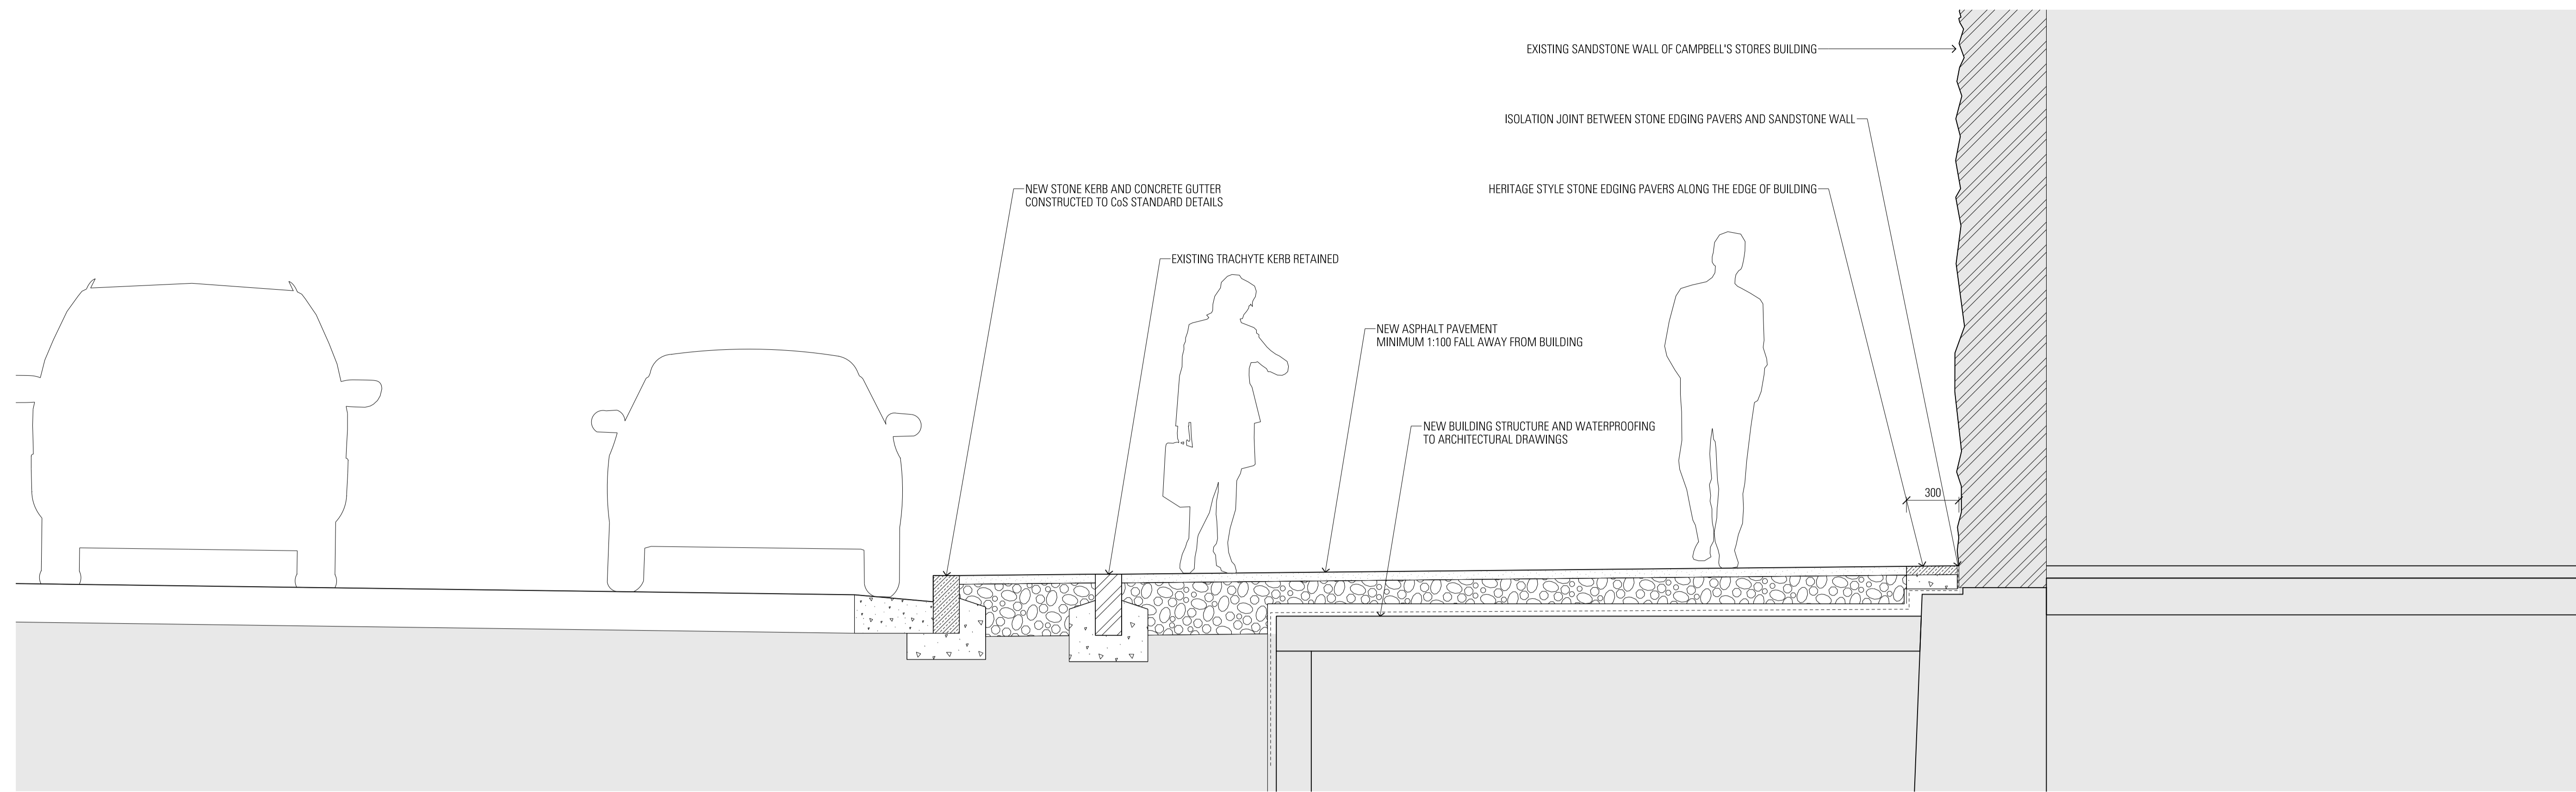 EXISTING SANDSTONE WALL OF CAMPBELL'S STORES BUILDING
ISOLATION JOINT BETWEEN STONE EDGING PAVERS AND SANDSTONE WALL
NEW STONE KERB AND CONCRETE GUTTER
CONSTRUCTED TO CoS STANDARD DETAILS
HERITAGE STYLE STONE EDGING PAVERS ALONG THE EDGE OF BUILDING
EXISTING TRACHYTE KERB RETAINED
NEW ASPHALT PAVEMENT
MINIMUM 1:100 FALL AWAY FROM BUILDING
NEW BUILDING STRUCTURE AND WATERPROOFING
TO ARCHITECTURAL DRAWINGS
300